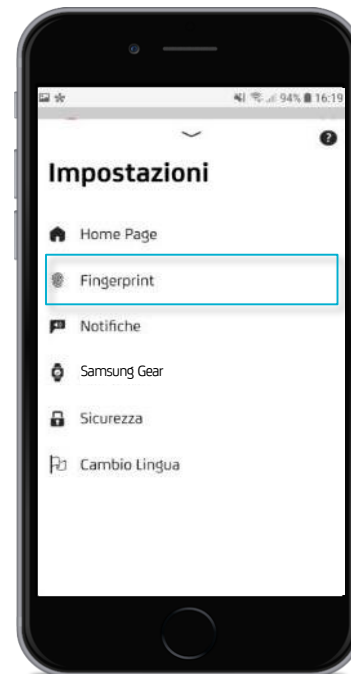 94% 16:19
?
Impostazioni
Home Page
Fingerprint
Notifiche
Samsung Gear
Sicurezza
Cambio Lingua